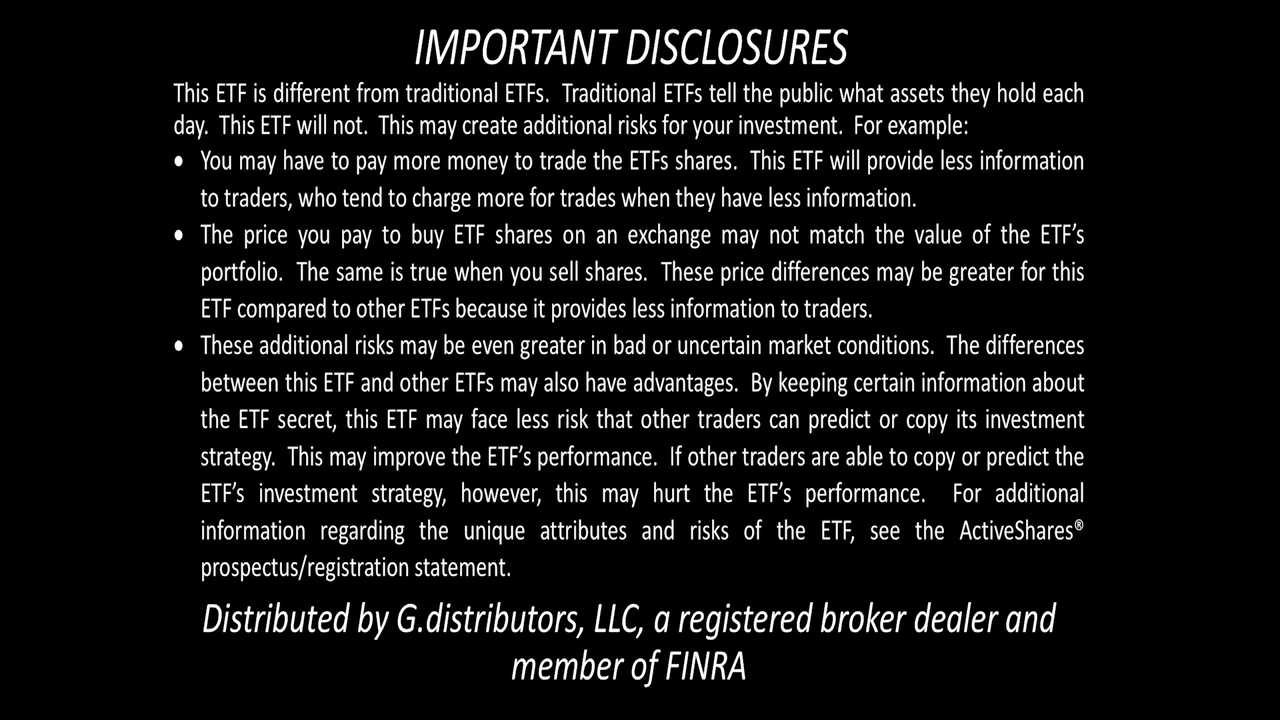 IMPORTANT DISCLOSURES
This ETF is different from traditional ETFs.  Traditional ETFs tell the public what assets they hold each
day.  This ETF will not.  This may create additional risks for your investment.  For example:
• You may have to pay more money to trade the ETFs shares.  This ETF will provide less information
to traders, who tend to charge more for trades when they have less information.
• The price you pay to buy ETF shares on an exchange may not match the value of the ETF’s
portfolio.  The same is true when you sell shares.  These price differences may be greater for this
ETF compared to other ETFs because it provides less information to traders.
• These additional risks may be even greater in bad or uncertain market conditions.  The differences
between this ETF and other ETFs may also have advantages.  By keeping certain information about
the ETF secret, this ETF may face less risk that other traders can predict or copy its investment
strategy.  This may improve the ETF’s performance.  If other traders are able to copy or predict the
ETF’s investment strategy, however, this may hurt the ETF’s performance.  For additional
information regarding the unique attributes and risks of the ETF, see the ActiveShares®
prospectus/registration statement.
Distributed by G.distributors, LLC, a registered broker dealer and
member of FINRA